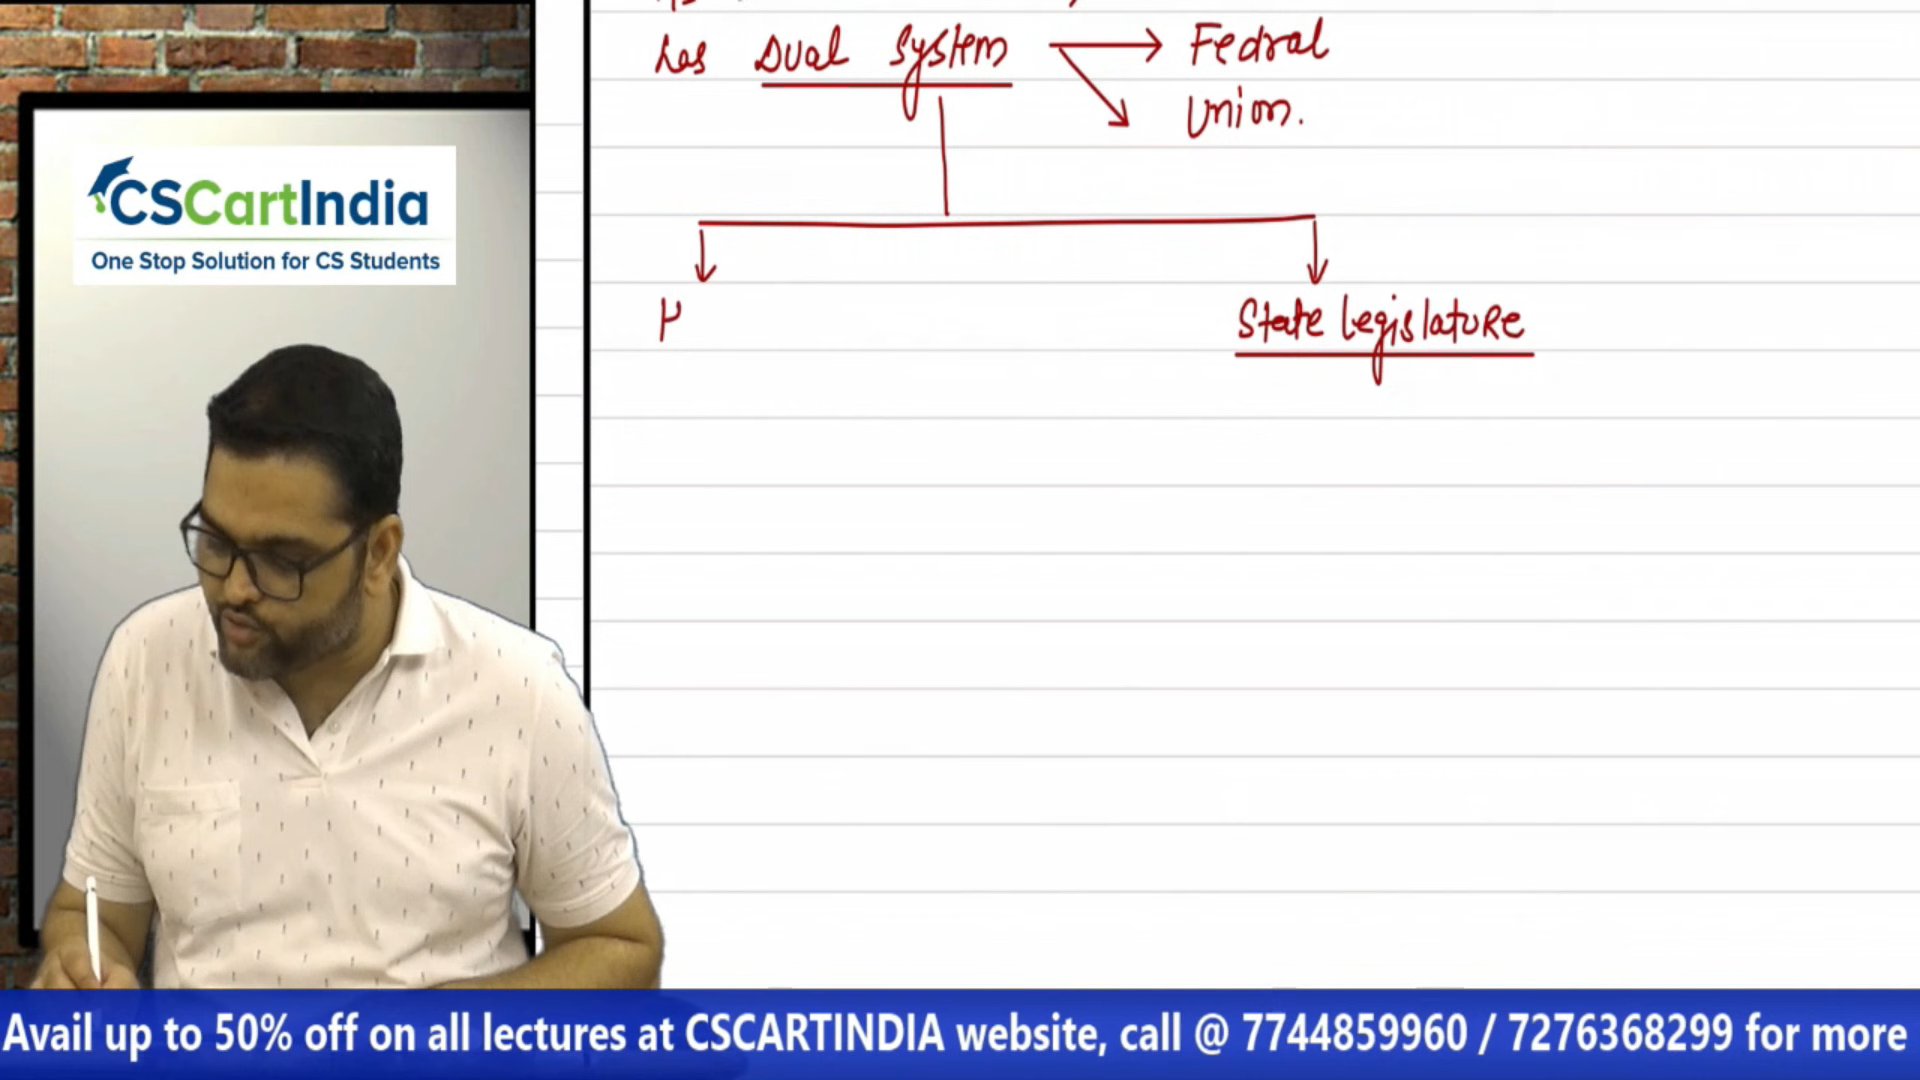 has Dual System → Fedral
Union.
State Legislature
CSCartIndia
One Stop Solution for CS Students
Avail up to 50% off on all lectures at CSCARTINDIA website, call @ 7744859960 / 7276368299 for more